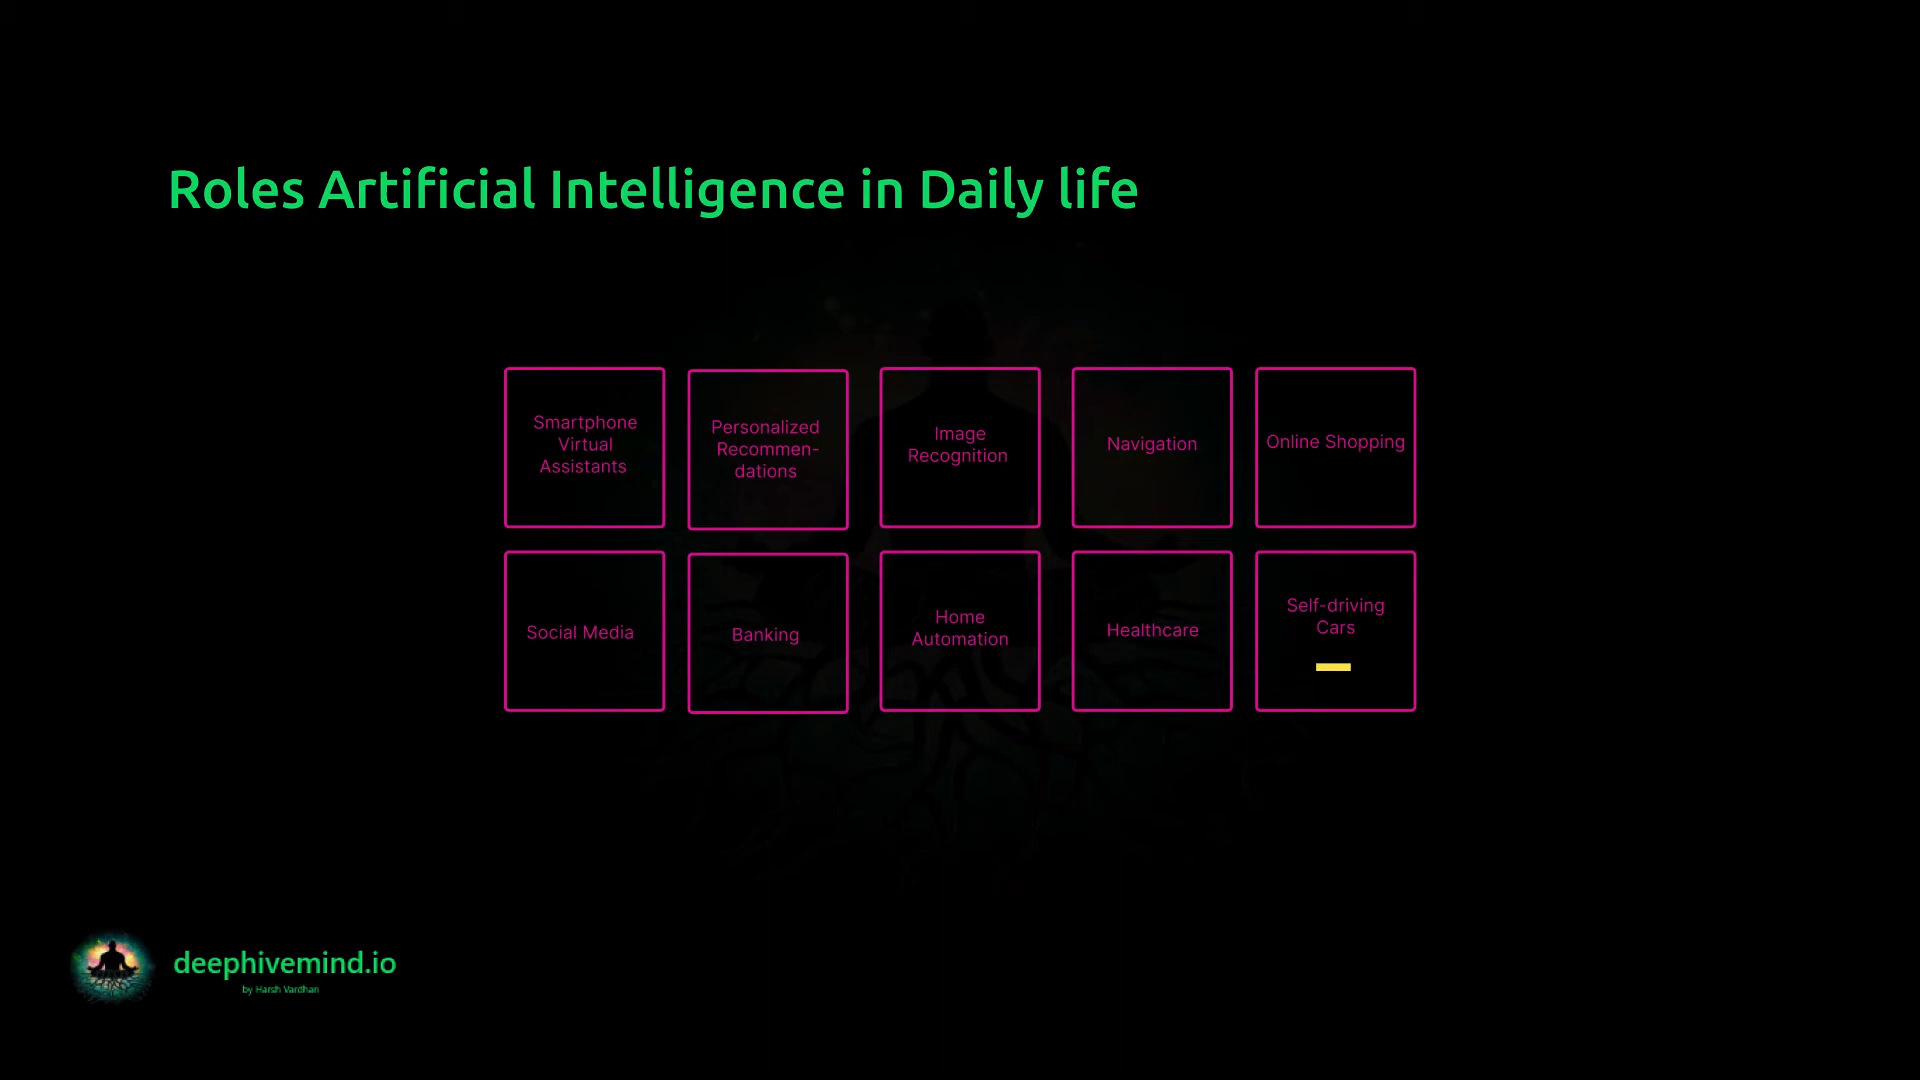 Roles Artificial Intelligence in Daily life
Smartphone
Virtual
Assistants
Personalized
Recommen-
dations
Image
Recognition
Navigation
Online Shopping
Social Media
Banking
Home
Automation
Healthcare
Self-driving
Cars
deephivemind.io
by Harsh Vardhan